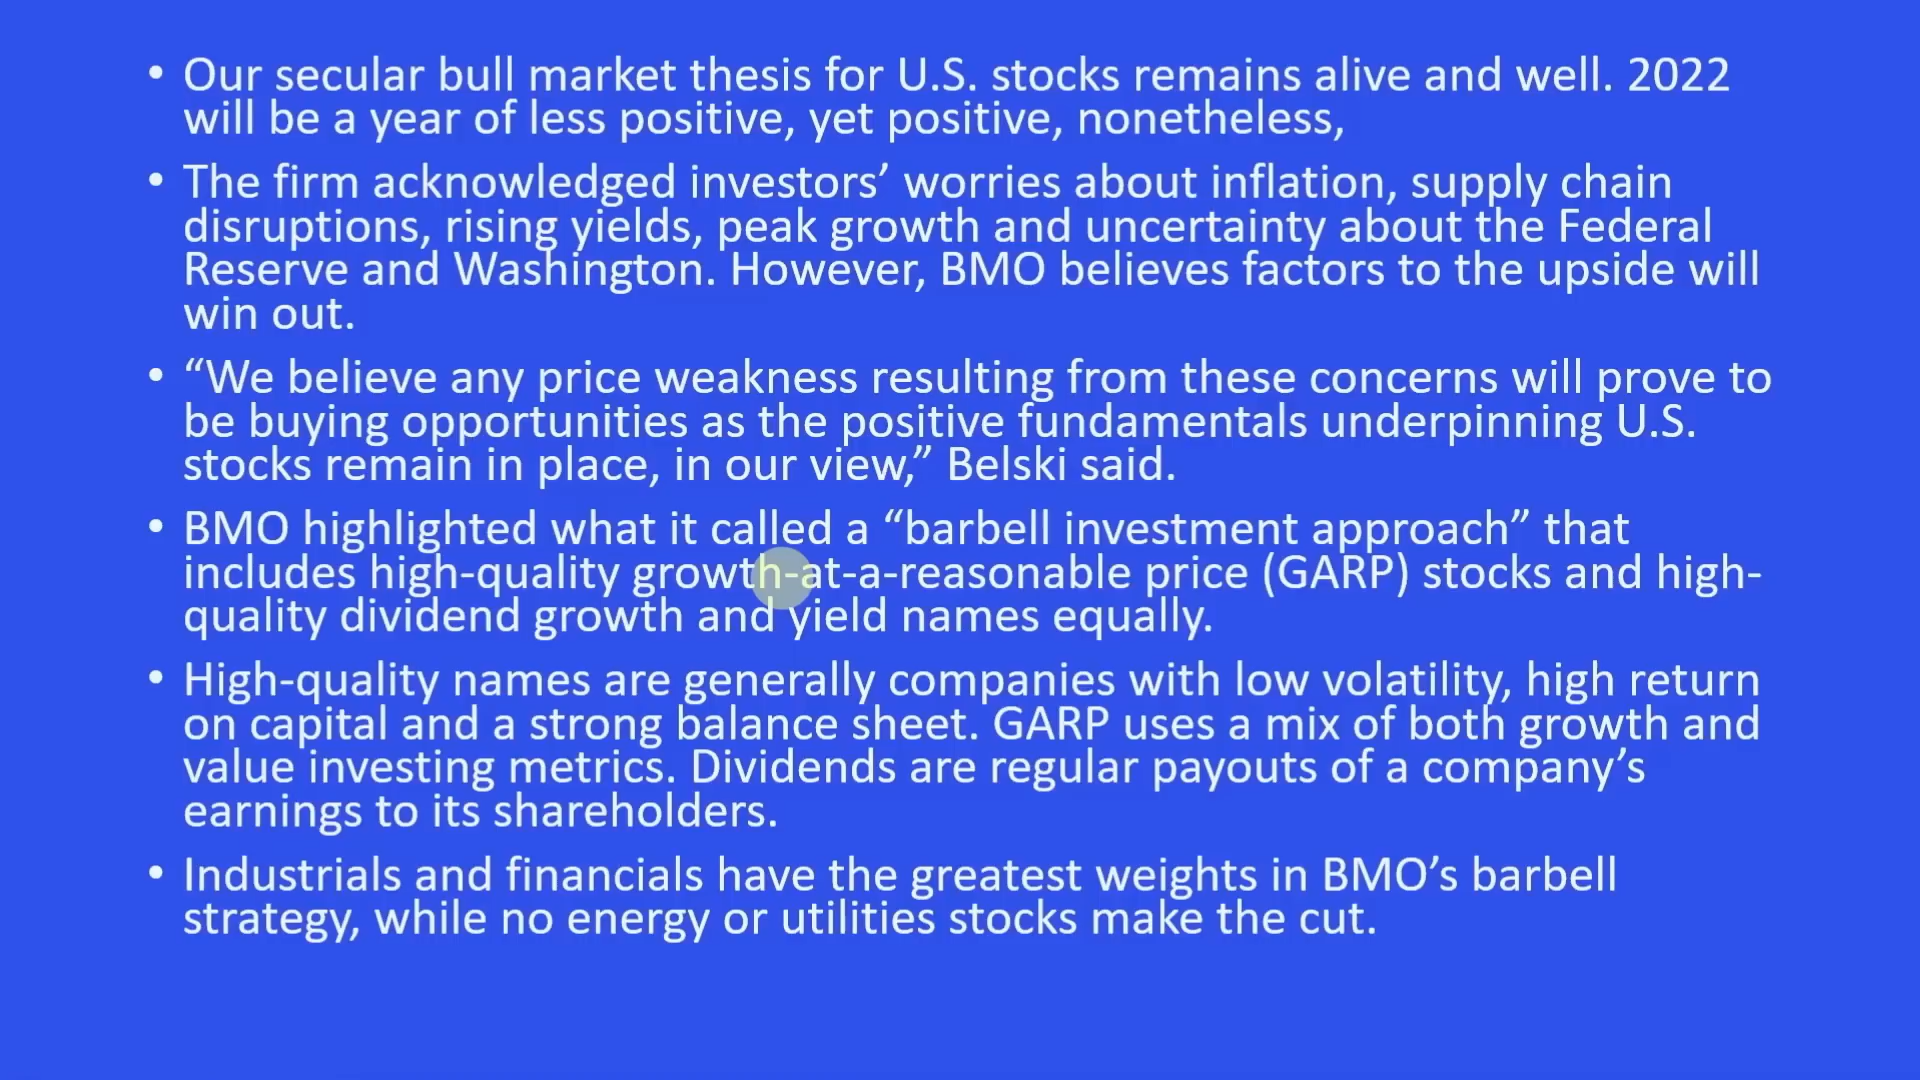 • Our secular bull market thesis for U.S. stocks remains alive and well. 2022
will be a year of less positive, yet positive, nonetheless,
• The firm acknowledged investors’ worries about inflation, supply chain
disruptions, rising yields, peak growth and uncertainty about the Federal
Reserve and Washington. However, BMO believes factors to the upside will
win out.
• “We believe any price weakness resulting from these concerns will prove to
be buying opportunities as the positive fundamentals underpinning U.S.
stocks remain in place, in our view,” Belski said.
• BMO highlighted what it called a “barbell investment approach” that
includes high-quality growth-at-a-reasonable price (GARP) stocks and high-
quality dividend growth and yield names equally.
• High-quality names are generally companies with low volatility, high return
on capital and a strong balance sheet. GARP uses a mix of both growth and
value investing metrics. Dividends are regular payouts of a company’s
earnings to its shareholders.
• Industrials and financials have the greatest weights in BMO’s barbell
strategy, while no energy or utilities stocks make the cut.